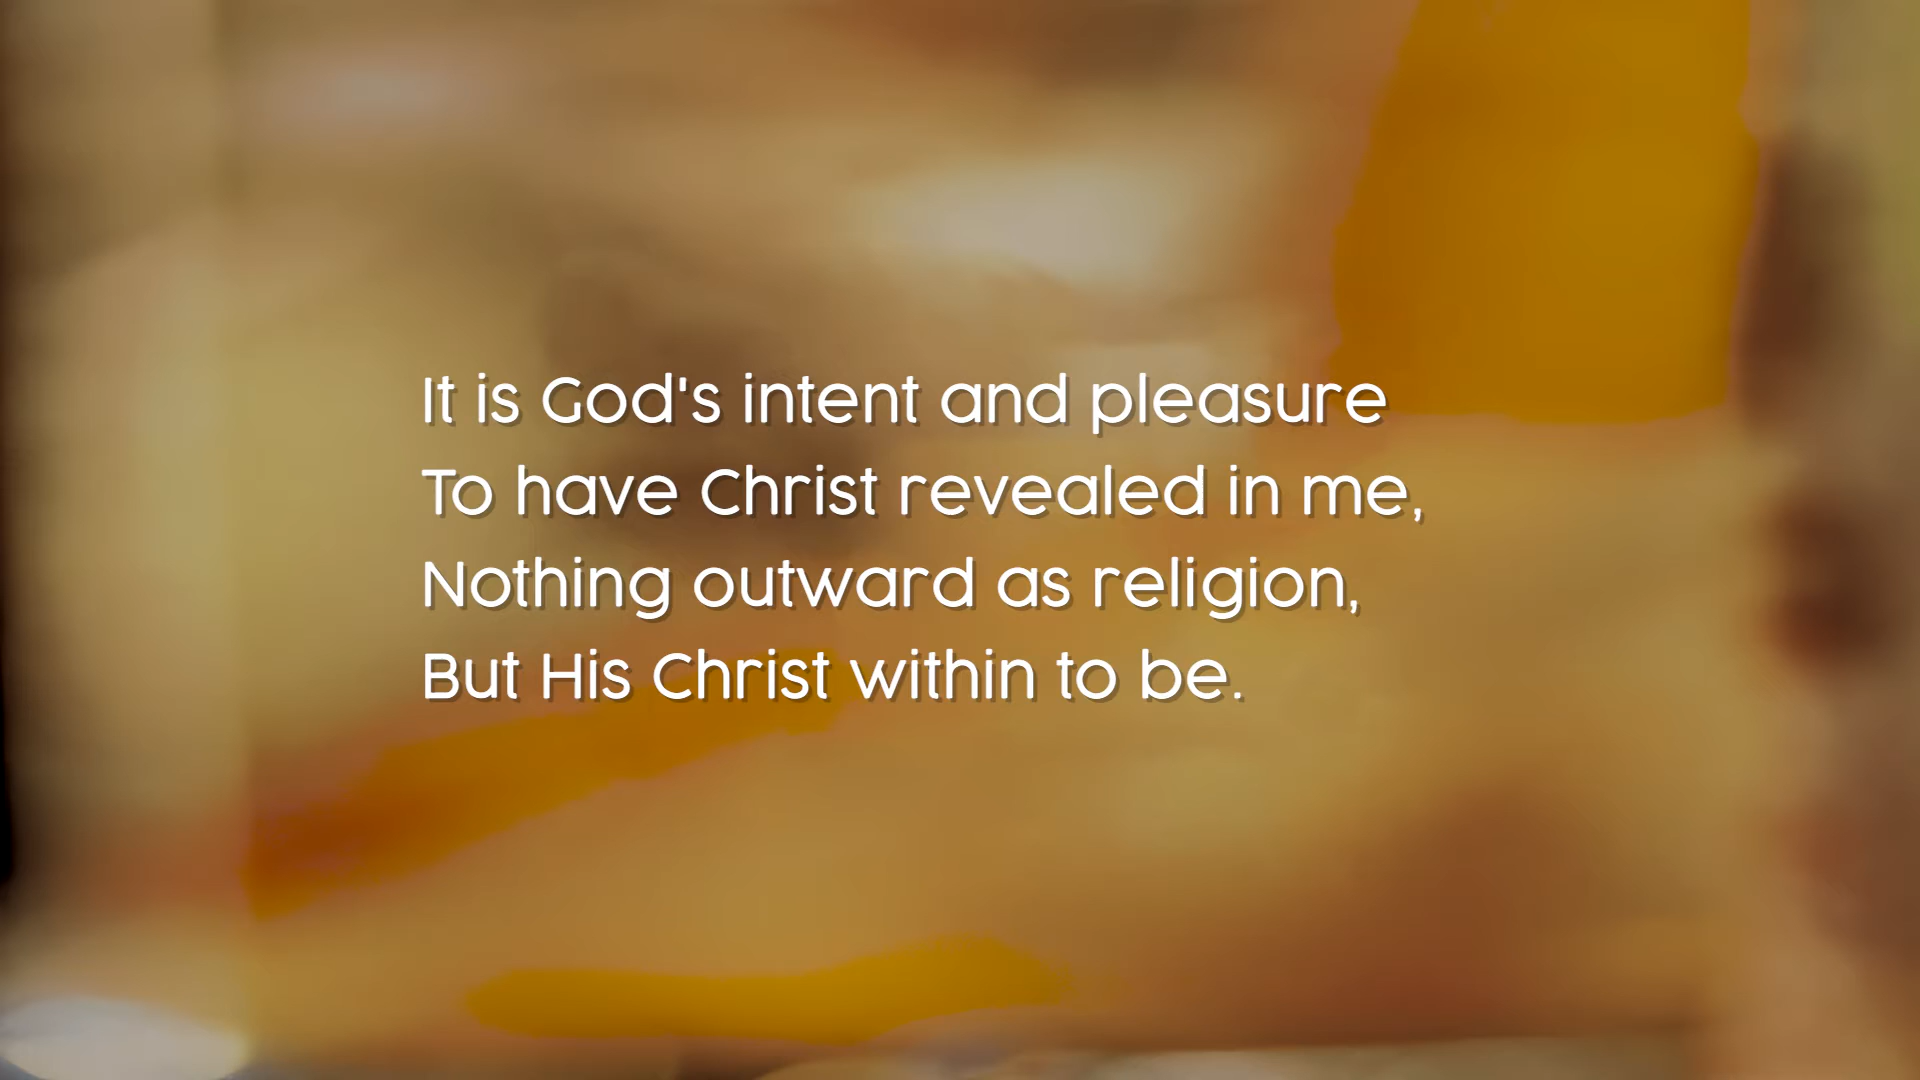 It is God's intent and pleasure
To have Christ revealed in me,
Nothing outward as religion,
But His Christ within to be.